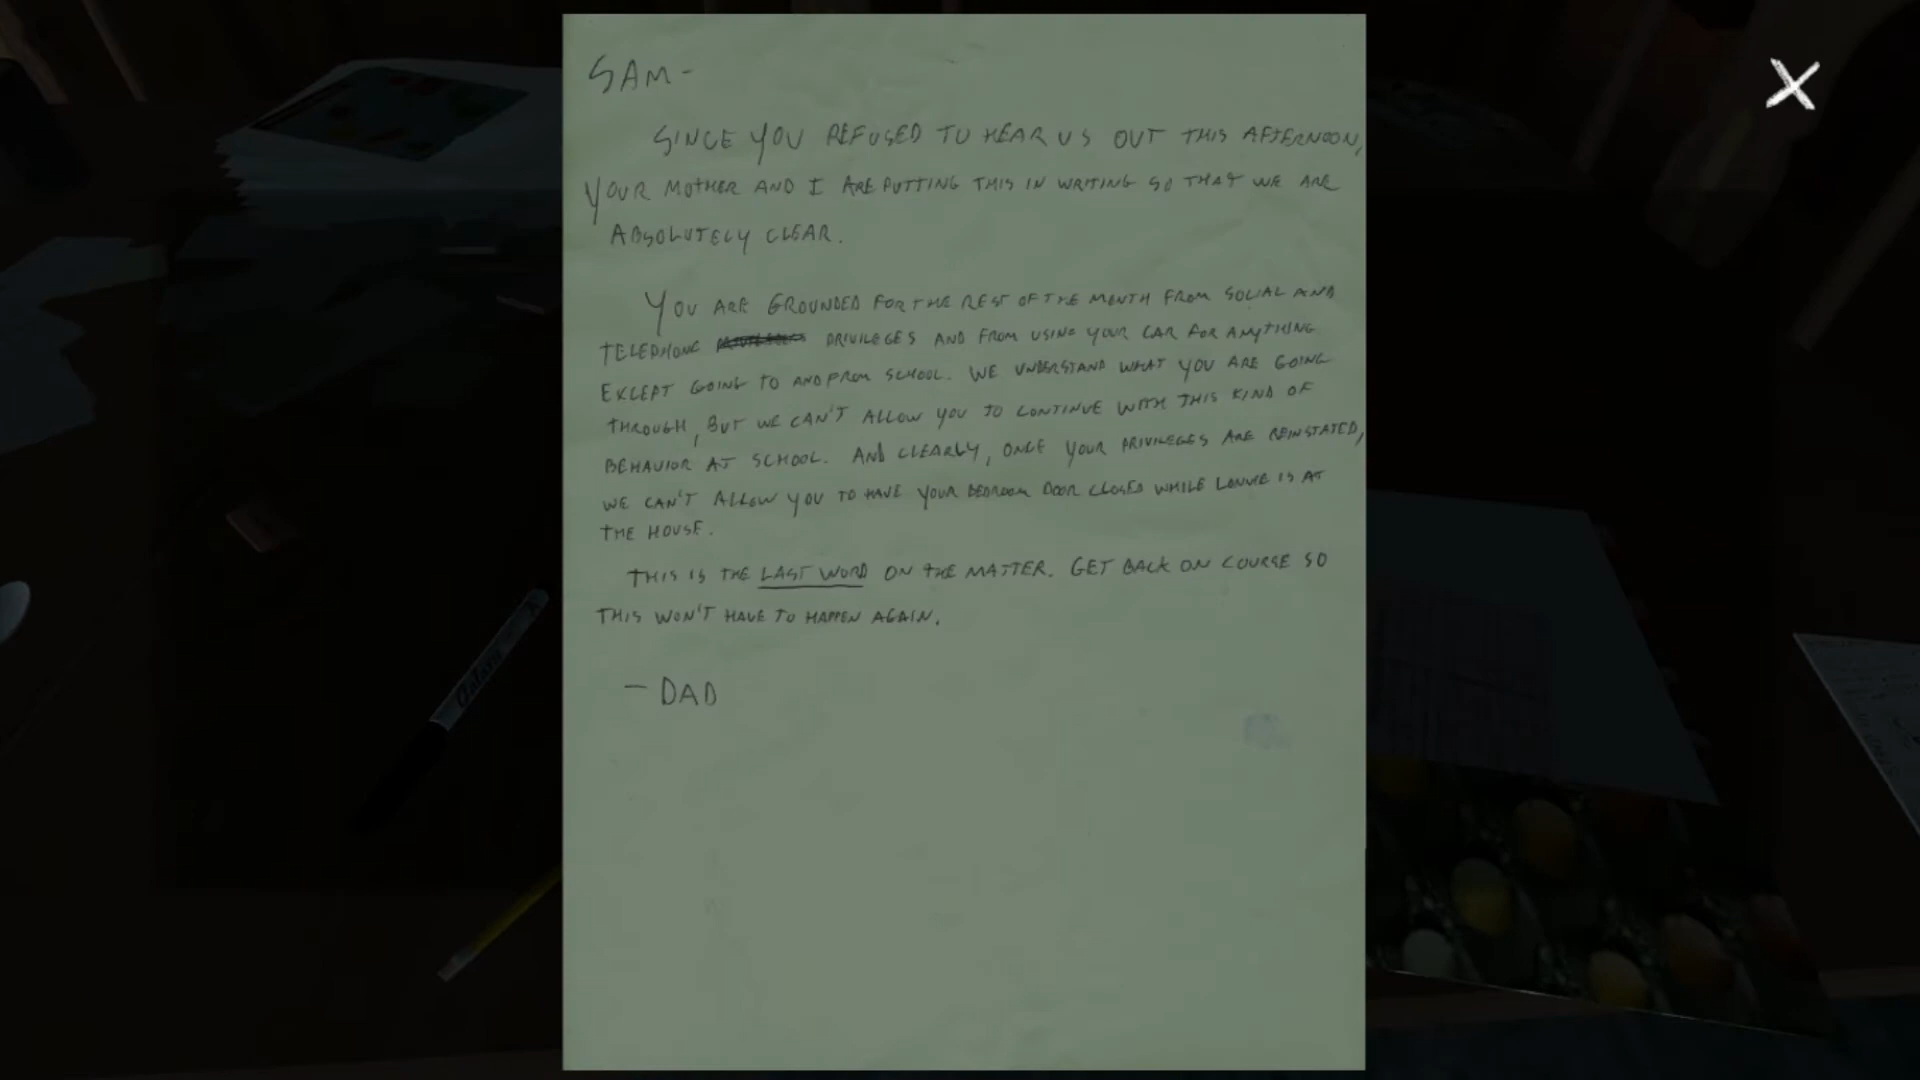 SAM-
SINCE YOU REFUSED TO HEAR US OUT THIS AFTERNOON,
YOUR MOTHER AND I ARE PUTTING THIS IN WRITING SO THAT WE ARE
ABSOLUTELY CLEAR.
YOU ARE GROUNDED FOR THE REST OF THE MONTH FROM SOCIAL AND
TELEPHONE PRIVILEGES AND FROM USING YOUR CAR FOR ANYTHING
EXCEPT GOING TO AND FROM SCHOOL. WE UNDERSTAND WHAT YOU ARE GOING
THROUGH, BUT WE CAN'T ALLOW YOU TO CONTINUE WITH THIS KIND OF
BEHAVIOR AT SCHOOL. AND CLEARLY, ONCE YOUR PRIVILEGES ARE REINSTATED,
WE CAN'T ALLOW YOU TO HAVE YOUR BEDROOM DOOR CLOSED WHILE LONNIE IS AT
THE HOUSE.
THIS IS THE LAST WORD ON THE MATTER. GET BACK ON COURSE SO
THIS WON'T HAVE TO HAPPEN AGAIN.
- DAD